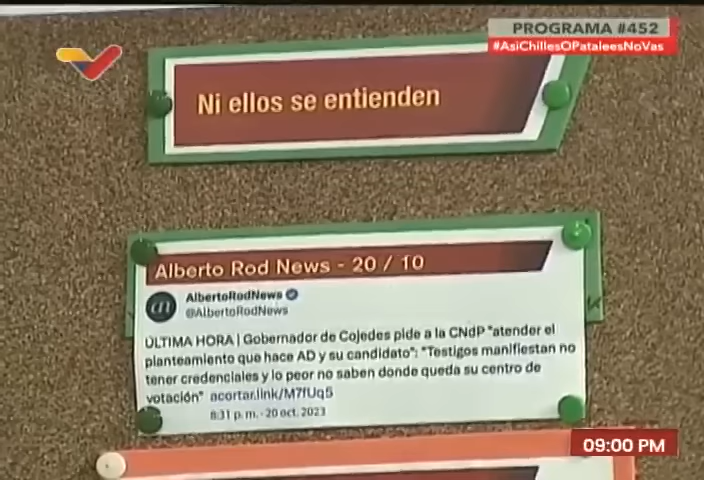 PROGRAMA #452
#AsiChillesOPataleesNoVas
Ni ellos se entienden
Alberto Rod News - 20 / 10
AlbertoRodNews
@AlbertoRodNews
ÚLTIMA HORA | Gobernador de Cojedes pide a la CNdP "atender el
planteamiento que hace AD y su candidato": "Testigos manifiestan no
tener credenciales y lo peor no saben donde queda su centro de
votación" acortar.link/M7fUq5
8:31 p. m. - 20 oct. 2023
09:00 PM